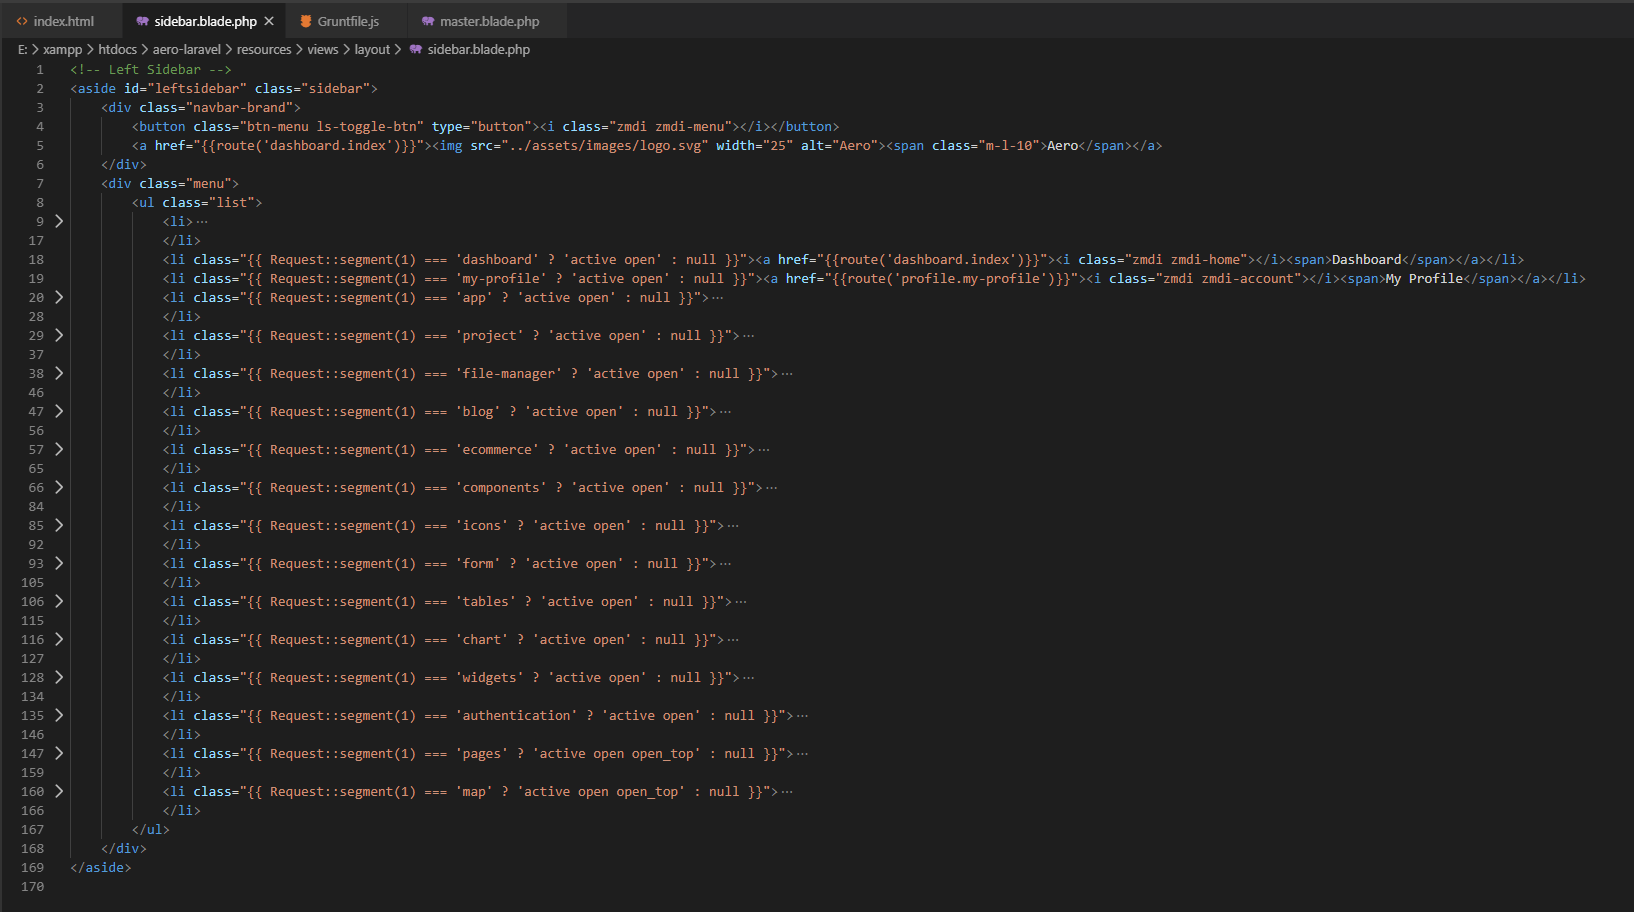 index.html sidebar.blade.php × Gruntfile.js master.blade.php
E: > xampp > htdocs > aero-laravel > resources > views > layout > sidebar.blade.php
1 <!-- Left Sidebar -->
2 <aside id="leftsidebar" class="sidebar">
3 <div class="navbar-brand">
4 <button class="btn-menu ls-toggle-btn" type="button"><i class="zmdi zmdi-menu"></i></button>
5 <a href="{{route('dashboard.index')}}"><img src="../assets/images/logo.svg" width="25" alt="Aero"><span class="m-l-10">Aero</span></a>
6 </div>
7 <div class="menu">
8 <ul class="list">
9 <li>…
17 </li>
18 <li class="{{ Request::segment(1) === 'dashboard' ? 'active open' : null }}"><a href="{{route('dashboard.index')}}"><i class="zmdi zmdi-home"></i><span>Dashboard</span></a></li>
19 <li class="{{ Request::segment(1) === 'my-profile' ? 'active open' : null }}"><a href="{{route('profile.my-profile')}}"><i class="zmdi zmdi-account"></i><span>My Profile</span></a></li>
20 <li class="{{ Request::segment(1) === 'app' ? 'active open' : null }}">…
28 </li>
29 <li class="{{ Request::segment(1) === 'project' ? 'active open' : null }}">…
37 </li>
38 <li class="{{ Request::segment(1) === 'file-manager' ? 'active open' : null }}">…
46 </li>
47 <li class="{{ Request::segment(1) === 'blog' ? 'active open' : null }}">…
56 </li>
57 <li class="{{ Request::segment(1) === 'ecommerce' ? 'active open' : null }}">…
65 </li>
66 <li class="{{ Request::segment(1) === 'components' ? 'active open' : null }}">…
84 </li>
85 <li class="{{ Request::segment(1) === 'icons' ? 'active open' : null }}">…
92 </li>
93 <li class="{{ Request::segment(1) === 'form' ? 'active open' : null }}">…
105 </li>
106 <li class="{{ Request::segment(1) === 'tables' ? 'active open' : null }}">…
115 </li>
116 <li class="{{ Request::segment(1) === 'chart' ? 'active open' : null }}">…
127 </li>
128 <li class="{{ Request::segment(1) === 'widgets' ? 'active open' : null }}">…
134 </li>
135 <li class="{{ Request::segment(1) === 'authentication' ? 'active open' : null }}">…
146 </li>
147 <li class="{{ Request::segment(1) === 'pages' ? 'active open open_top' : null }}">…
159 </li>
160 <li class="{{ Request::segment(1) === 'map' ? 'active open open_top' : null }}">…
166 </li>
167 </ul>
168 </div>
169 </aside>
170